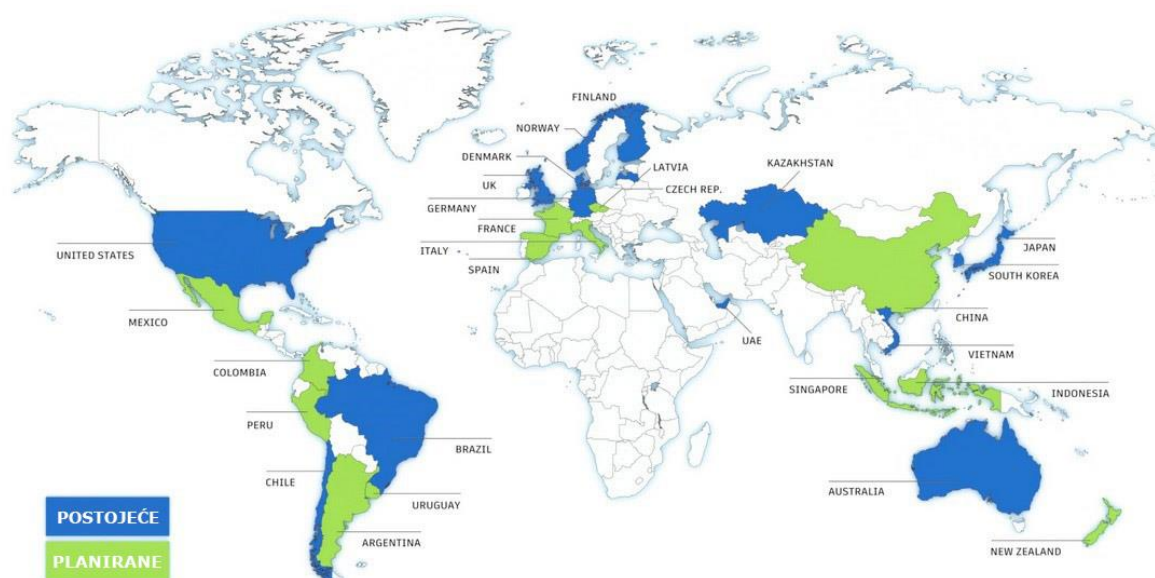 FINLAND
NORWAY
DENMARK
LATVIA
KAZAKHSTAN
UK
CZECH REP.
GERMANY
FRANCE
ITALY
SPAIN
UNITED STATES
JAPAN
SOUTH KOREA
MEXICO
CHINA
UAE
VIETNAM
COLOMBIA
SINGAPORE
INDONESIA
PERU
BRAZIL
CHILE
AUSTRALIA
URUGUAY
POSTOJEĆE
ARGENTINA
NEW ZEALAND
PLANIRANE